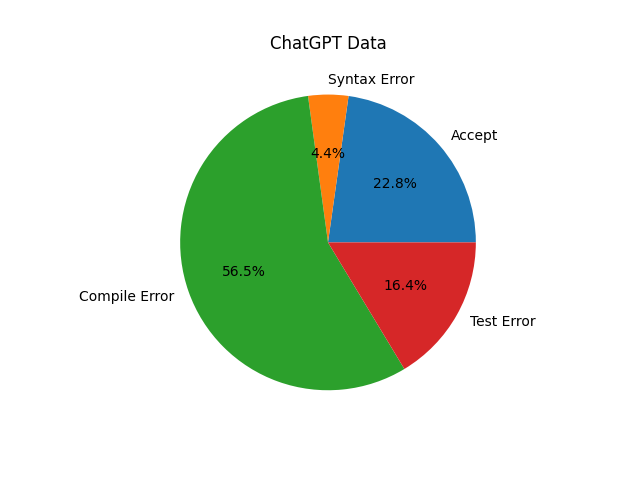 ChatGPT Data
Syntax Error
Accept
4.4%
22.8%
56.5%
16.4%
Compile Error
Test Error